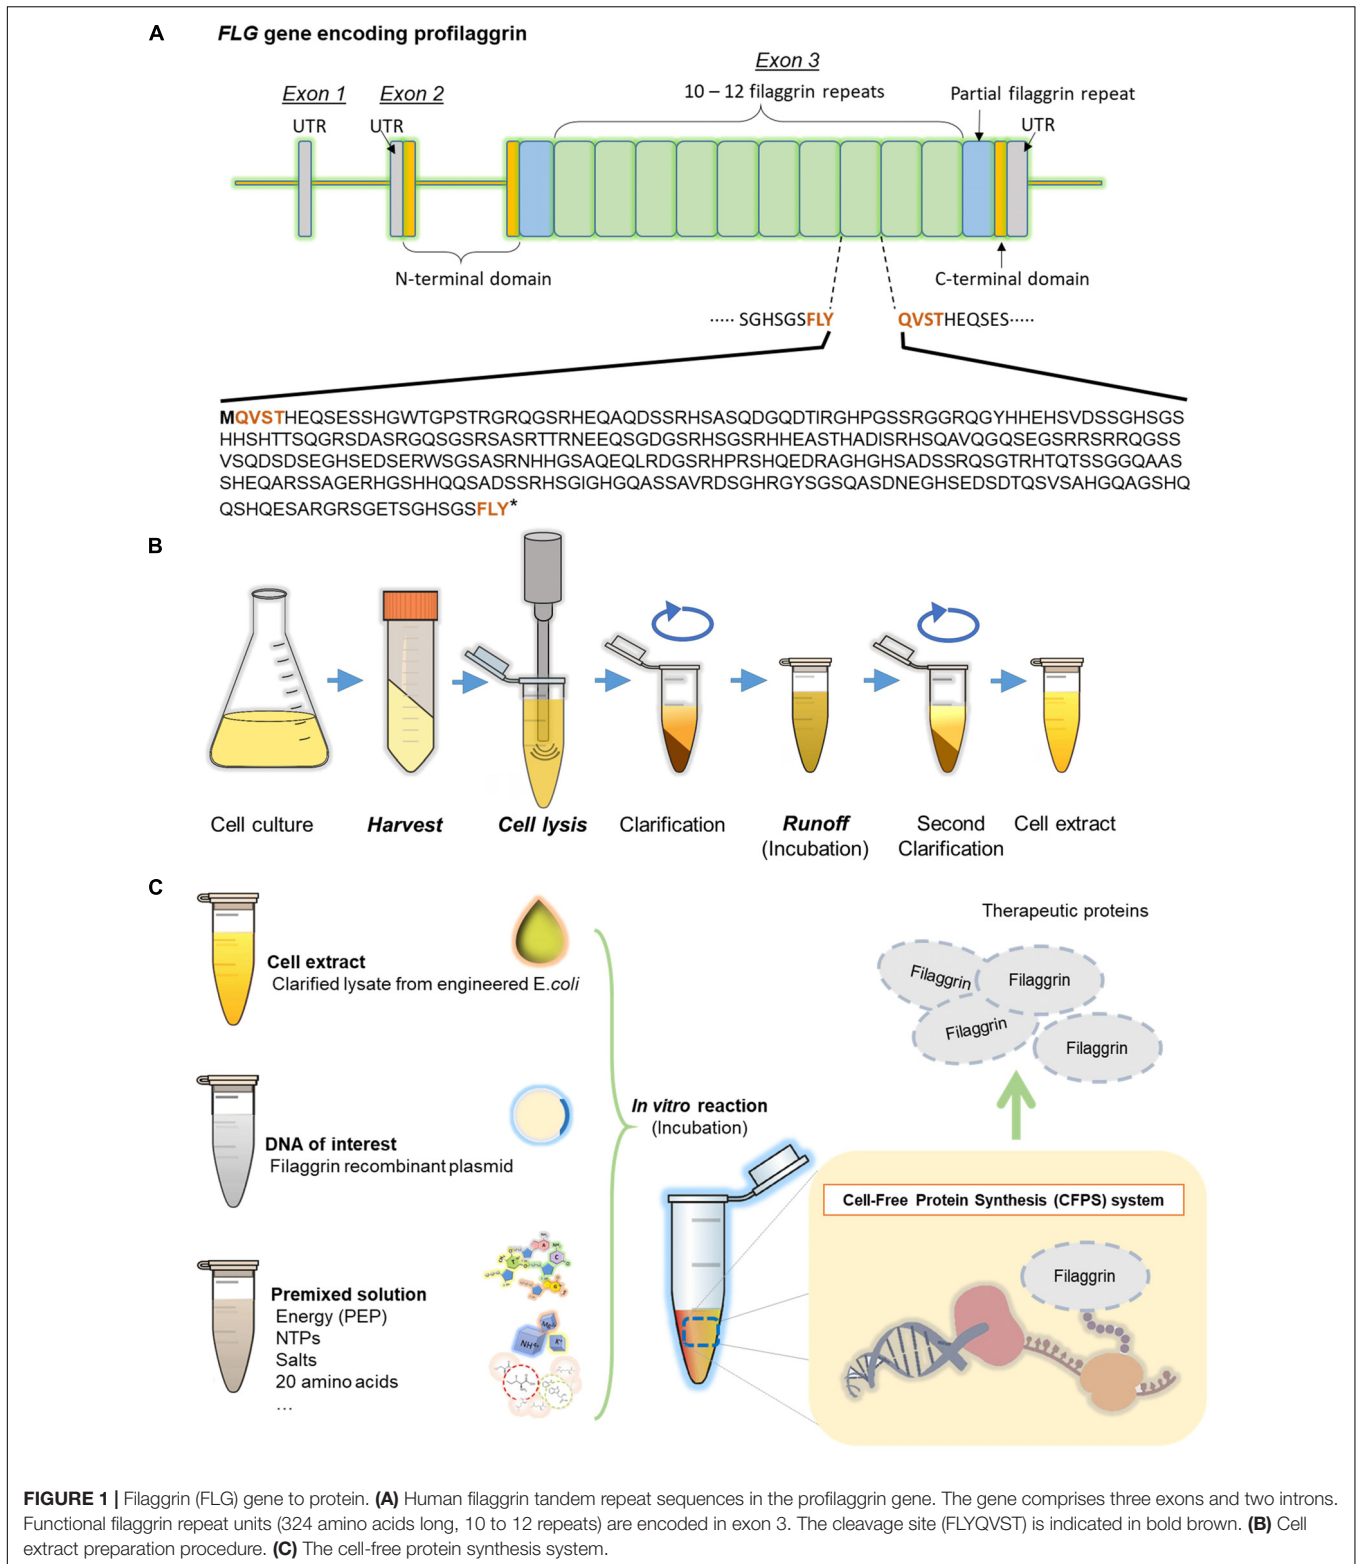 A
FLG gene encoding profilaggrin
Exon 3
Exon 1
Exon 2
10 – 12 filaggrin repeats
Partial filaggrin repeat
UTR
UTR
UTR
N-terminal domain
C-terminal domain
····· SGHSGSFLY
QVSTHEQSES·····
MQVSTHEQSESSHGWTGPSTRGRQGSRHEQAQDSSRHSASQDGQDTIRGHPGSSRGGRQGYHHEHSVDSSGHSGS
HHSHTTSQGRSDASRGQSGSRSASRTTRNEEQSGDGSRHSGSRHHEASTHADISRHSQAVQGQSEGSRRSRRQGSS
VSQDSDSEGHSEDSERWSGSASRNHHGSAQEQLRDGSRHPRSHQEDRAGHGHSADSSRQSGTRHTQTSSGGQAAS
SHEQARSSAGERHGSHHQQSADSSRHSGIGHGQASSAVRDSGHRGYSGSQASDNEGHSEDSDTQSVSAHGQAGSHQ
QSHQESARGRSGETSGHSGSFLY*
B
Cell culture
Harvest
Cell lysis
Clarification
Runoff
(Incubation)
Second
Clarification
Cell extract
C
Cell extract
Clarified lysate from engineered E.coli
DNA of interest
Filaggrin recombinant plasmid
Premixed solution
Energy (PEP)
NTPs
Salts
20 amino acids
...
In vitro reaction
(Incubation)
Therapeutic proteins
Filaggrin
Filaggrin
Filaggrin
Filaggrin
Cell-Free Protein Synthesis (CFPS) system
Filaggrin
FIGURE 1 | Filaggrin (FLG) gene to protein. (A) Human filaggrin tandem repeat sequences in the profilaggrin gene. The gene comprises three exons and two introns.
Functional filaggrin repeat units (324 amino acids long, 10 to 12 repeats) are encoded in exon 3. The cleavage site (FLYQVST) is indicated in bold brown. (B) Cell
extract preparation procedure. (C) The cell-free protein synthesis system.